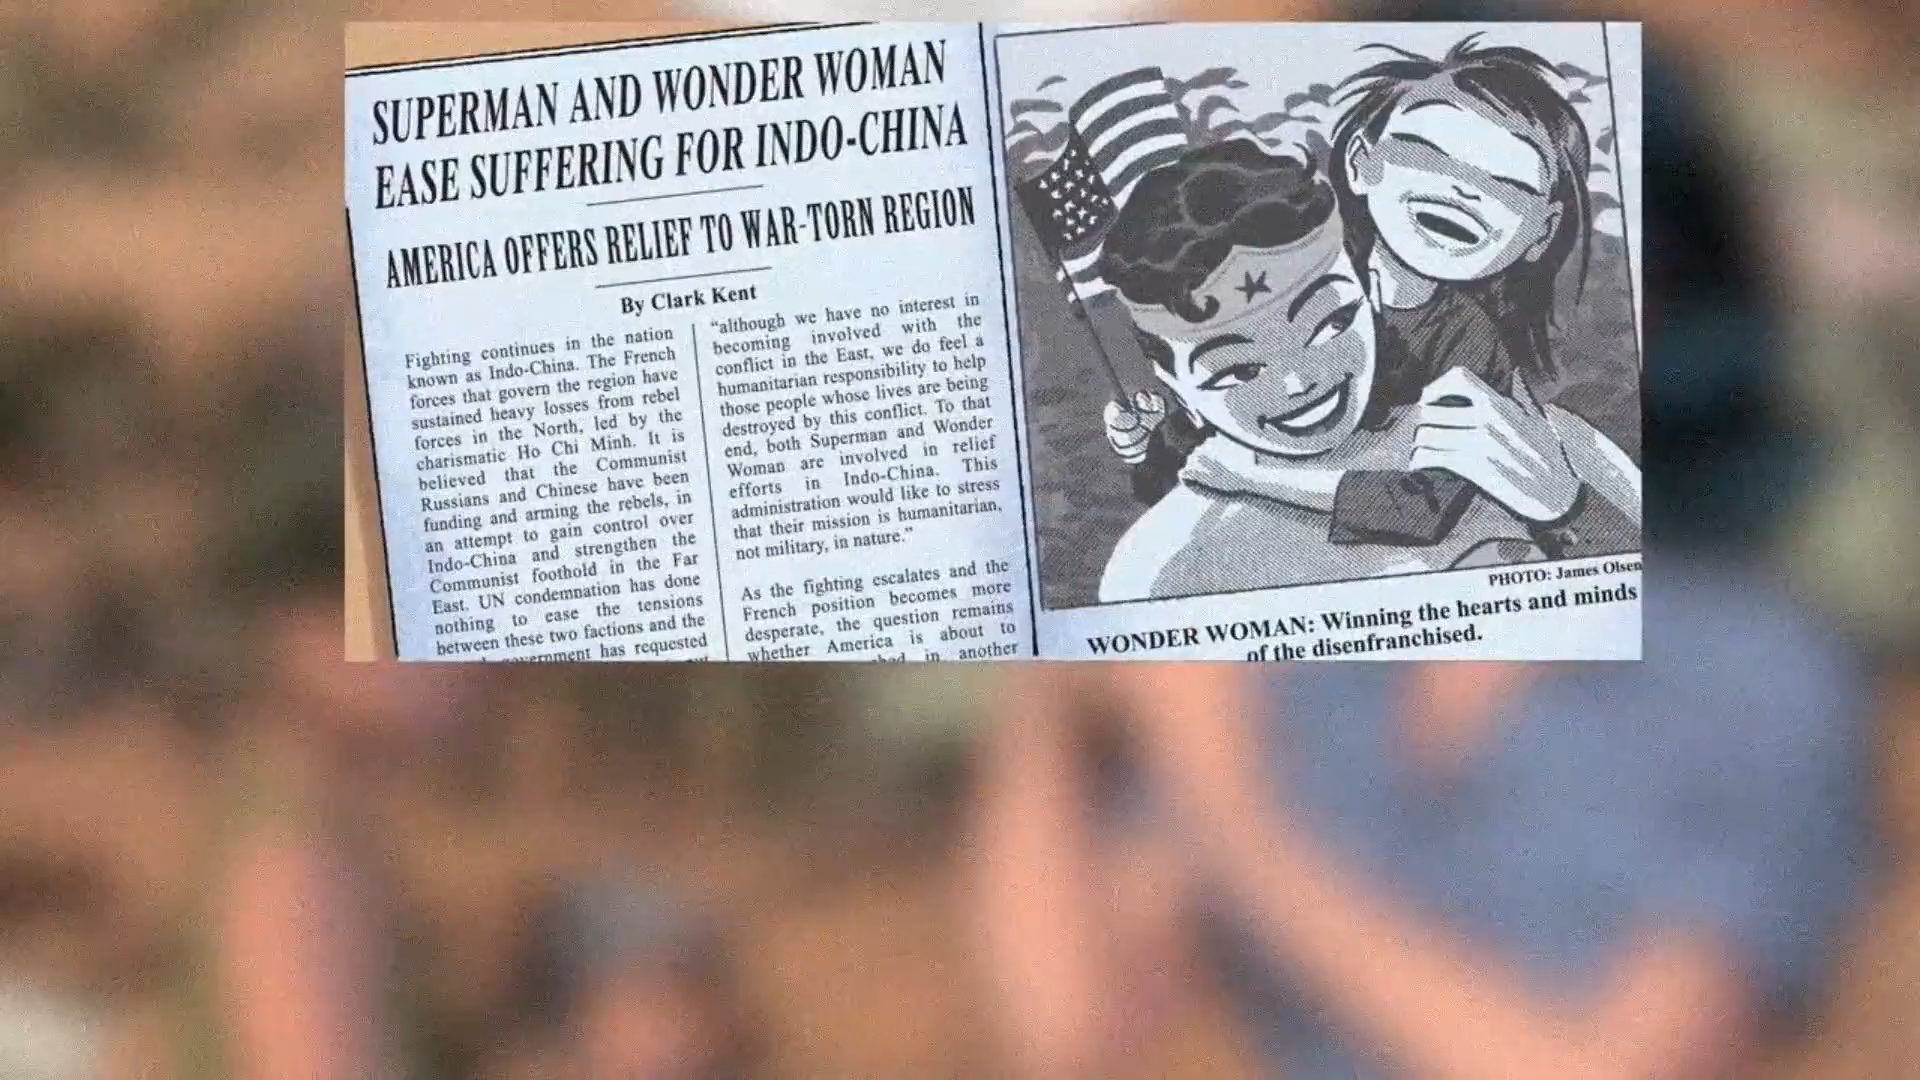 SUPERMAN AND WONDER WOMAN
EASE SUFFERING FOR INDO-CHINA
AMERICA OFFERS RELIEF TO WAR-TORN REGION
By Clark Kent
Fighting continues in the nation
known as Indo-China. The French
forces that govern the region have
sustained heavy losses from rebel
forces in the North, led by the
charismatic Ho Chi Minh. It is
believed that the Communist
Russians and Chinese have been
funding and arming the rebels, in
an attempt to gain control over
Indo-China and strengthen the
Communist foothold in the Far
East. UN condemnation has done
nothing to ease the tensions
between these two factions and the
has requested
"although we have no interest in
becoming involved with the
conflict in the East, we do feel a
humanitarian responsibility to help
those people whose lives are being
destroyed by this conflict. To that
end, both Superman and Wonder
Woman are involved in relief
efforts in Indo-China. This
administration would like to stress
that their mission is humanitarian,
not military, in nature."
As the fighting escalates and the
French position becomes more
desperate, the question remains
whether America is about to
in another
PHOTO: James Olsen
WONDER WOMAN: Winning the hearts and minds
of the disenfranchised.